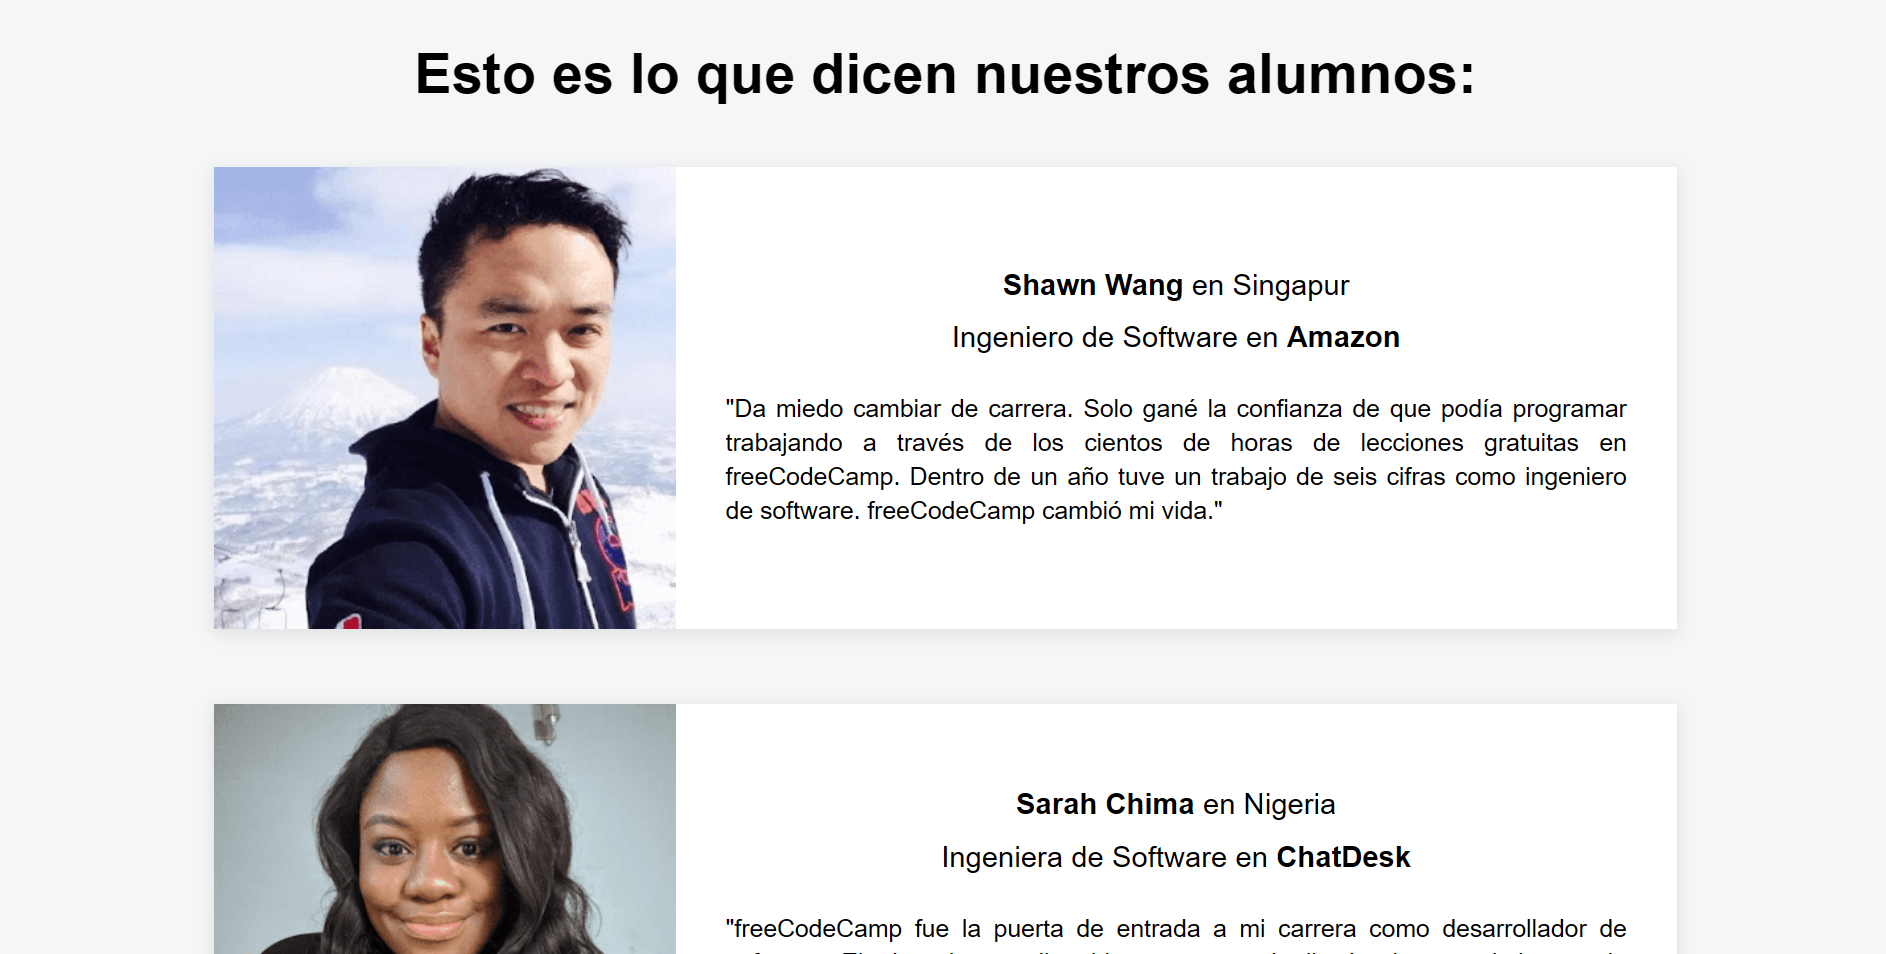 Esto es lo que dicen nuestros alumnos:
Shawn Wang en Singapur
Ingeniero de Software en Amazon
"Da miedo cambiar de carrera. Solo gané la confianza de que podía programar
trabajando a través de los cientos de horas de lecciones gratuitas en
freeCodeCamp. Dentro de un año tuve un trabajo de seis cifras como ingeniero
de software. freeCodeCamp cambió mi vida."
Sarah Chima en Nigeria
Ingeniera de Software en ChatDesk
"freeCodeCamp fue la puerta de entrada a mi carrera como desarrollador de